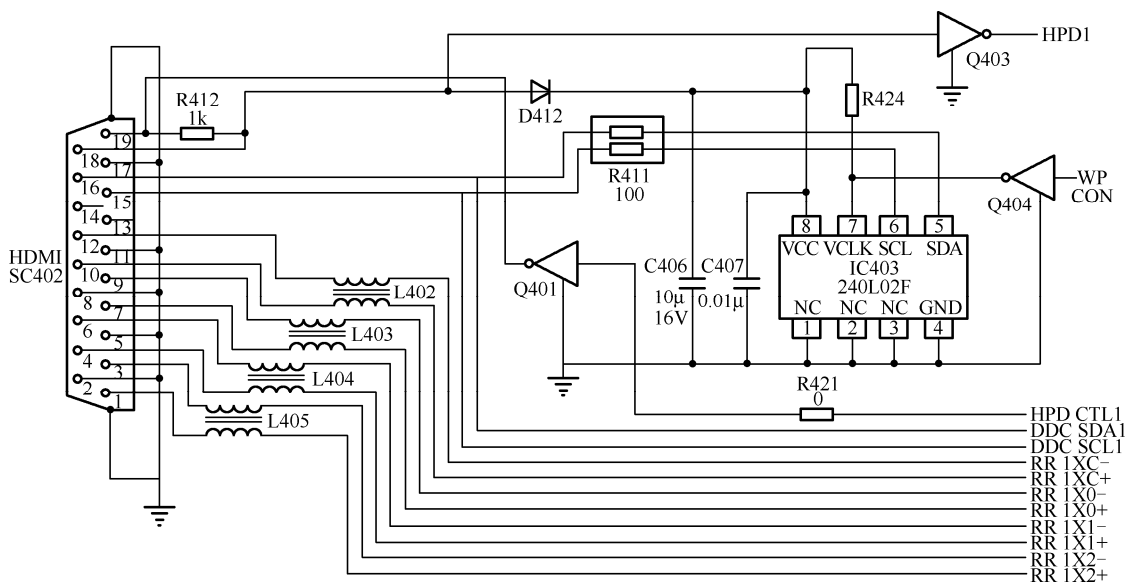 HPD1
Q403
R412
1k
D412
R424
R411
100
WP
CON
Q404
HDMI
SC402
19
18
17
16
15
14
13
12
11
10
9
8
7
6
5
4
3
2
1
8
7
6
5
VCC
VCLK
SCL
SDA
IC403
240L02F
NC
NC
NC
GND
1
2
3
4
Q401
C406
10μ
16V
C407
0.01μ
L402
L403
L404
L405
R421
0
HPD CTL1
DDC SDA1
DDC SCL1
RR 1XC−
RR 1XC+
RR 1X0−
RR 1X0+
RR 1X1−
RR 1X1+
RR 1X2−
RR 1X2+